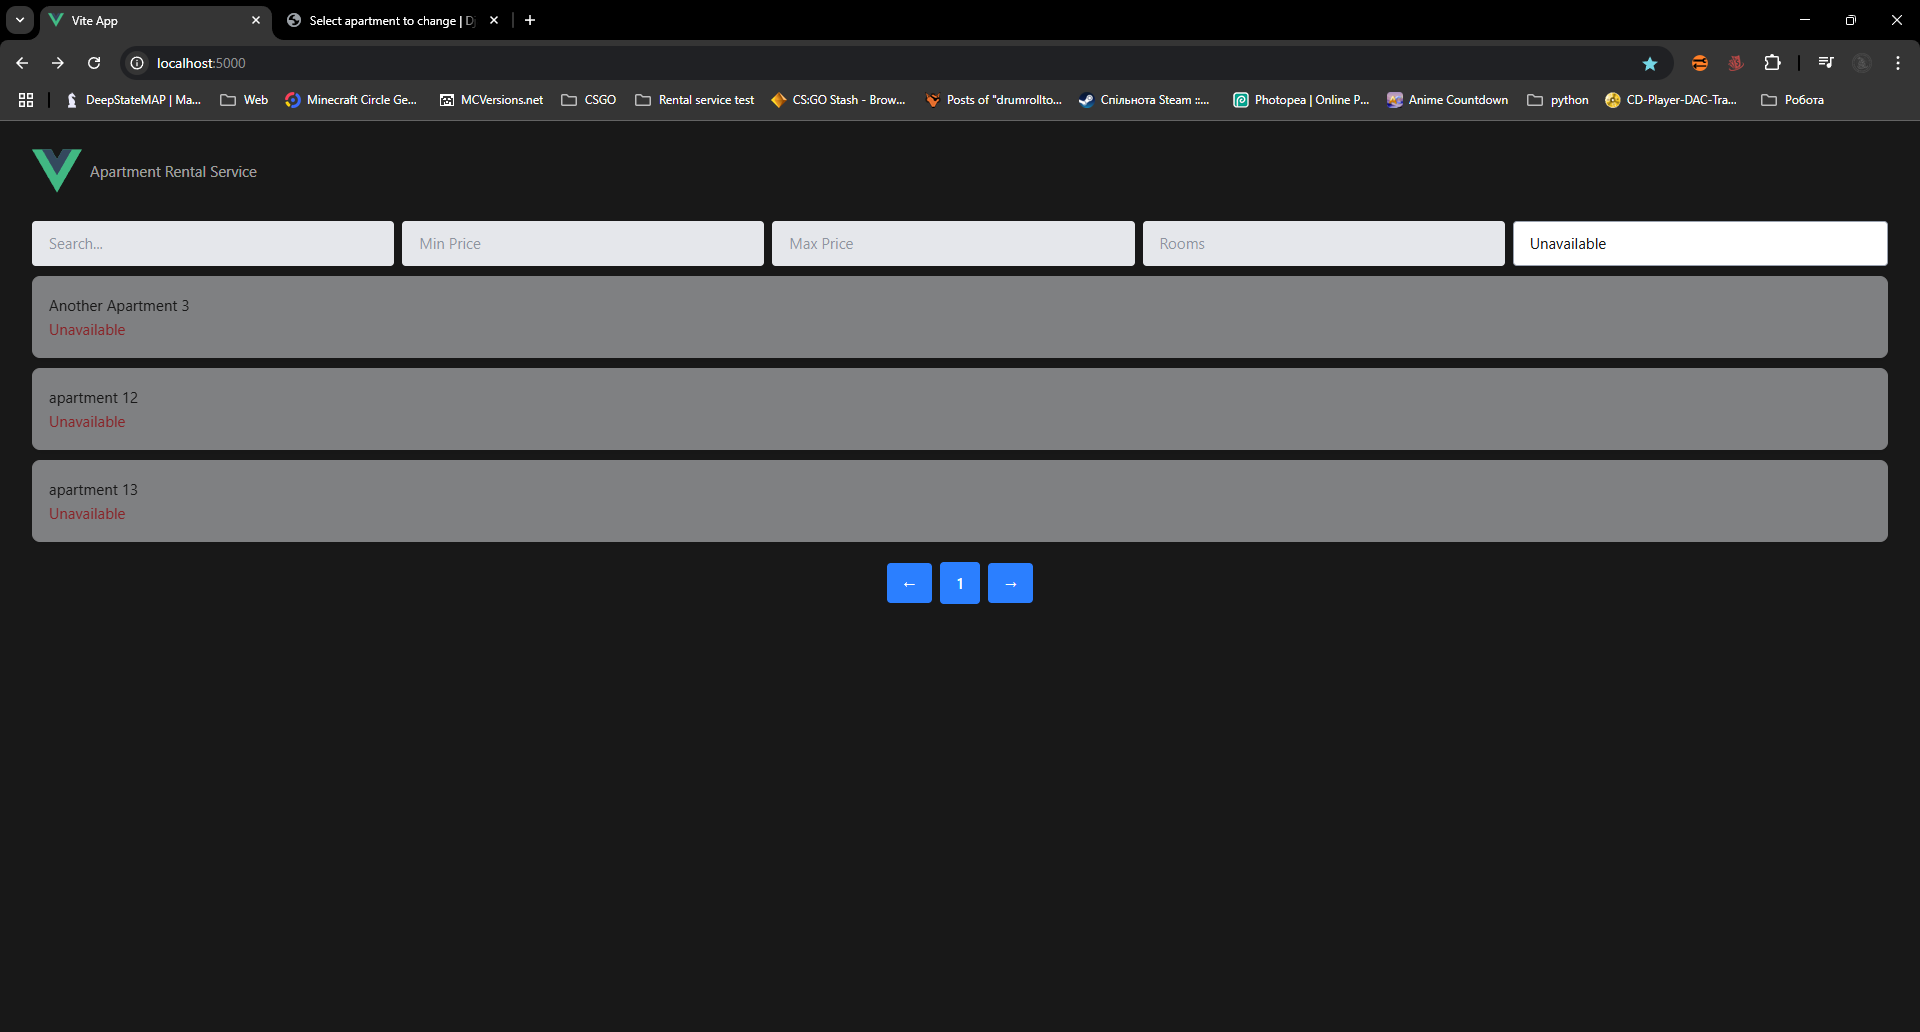 Vite App
Select apartment to change | Dj
localhost:5000
DeepStateMAP | Ma...
Web
Minecraft Circle Ge...
MCVersions.net
CSGO
Rental service test
CS:GO Stash - Brow...
Posts of "drumrollto...
Спільнота Steam ::...
Photopea | Online P...
Anime Countdown
python
CD-Player-DAC-Tra...
Робота
Apartment Rental Service
Search...
Min Price
Max Price
Rooms
Unavailable
Another Apartment 3
Unavailable
apartment 12
Unavailable
apartment 13
Unavailable
← 1 →